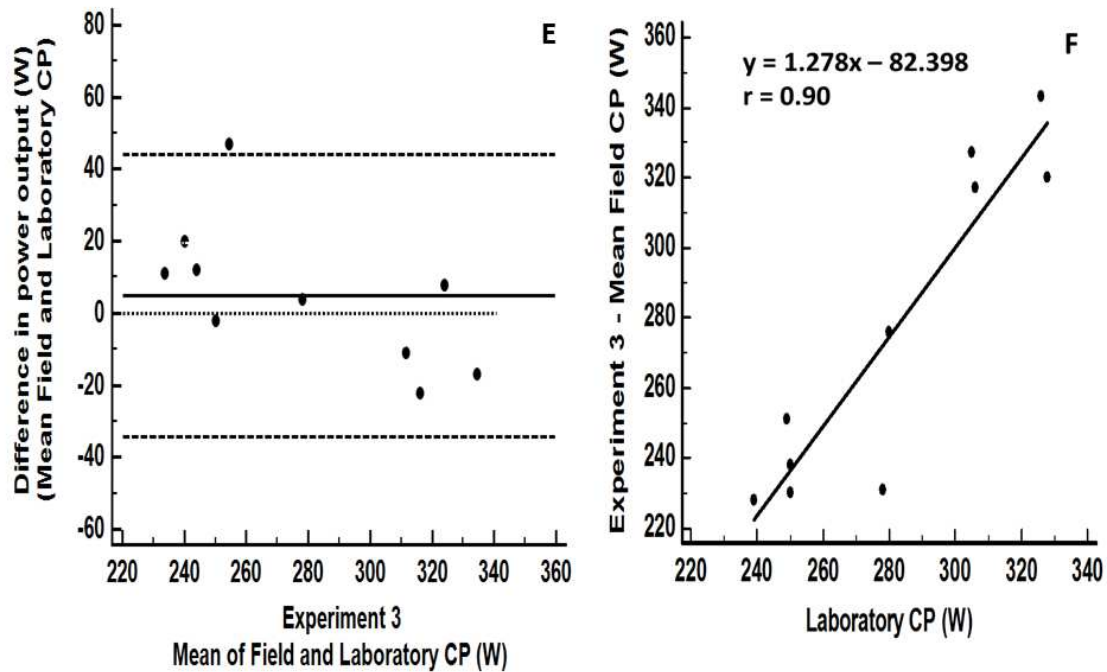 Difference in power output (W)
(Mean Field and Laboratory CP)
80
60
40
20
0
-20
-40
-60
E
220 240 260 280 300 320 340 360
Experiment 3
Mean of Field and Laboratory CP (W)
Experiment 3 - Mean Field CP (W)
360
340
320
300
280
260
240
220
F
y = 1.278x – 82.398
r = 0.90
220 240 260 280 300 320 340
Laboratory CP (W)